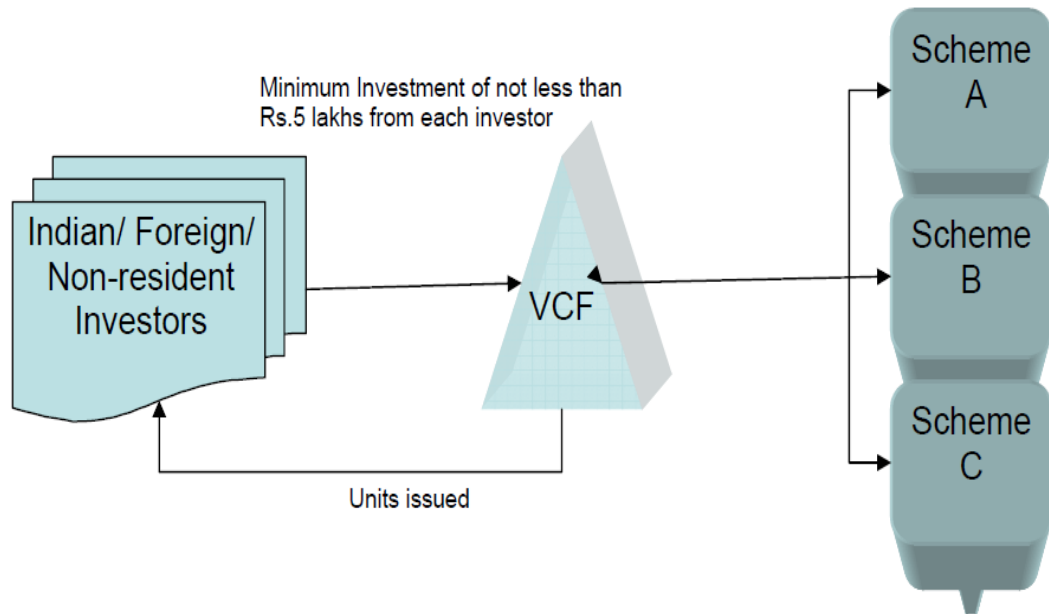 Minimum Investment of not less than
Rs.5 lakhs from each investor
Indian/ Foreign/
Non-resident
Investors
VCF
Units issued
Scheme
A
Scheme
B
Scheme
C